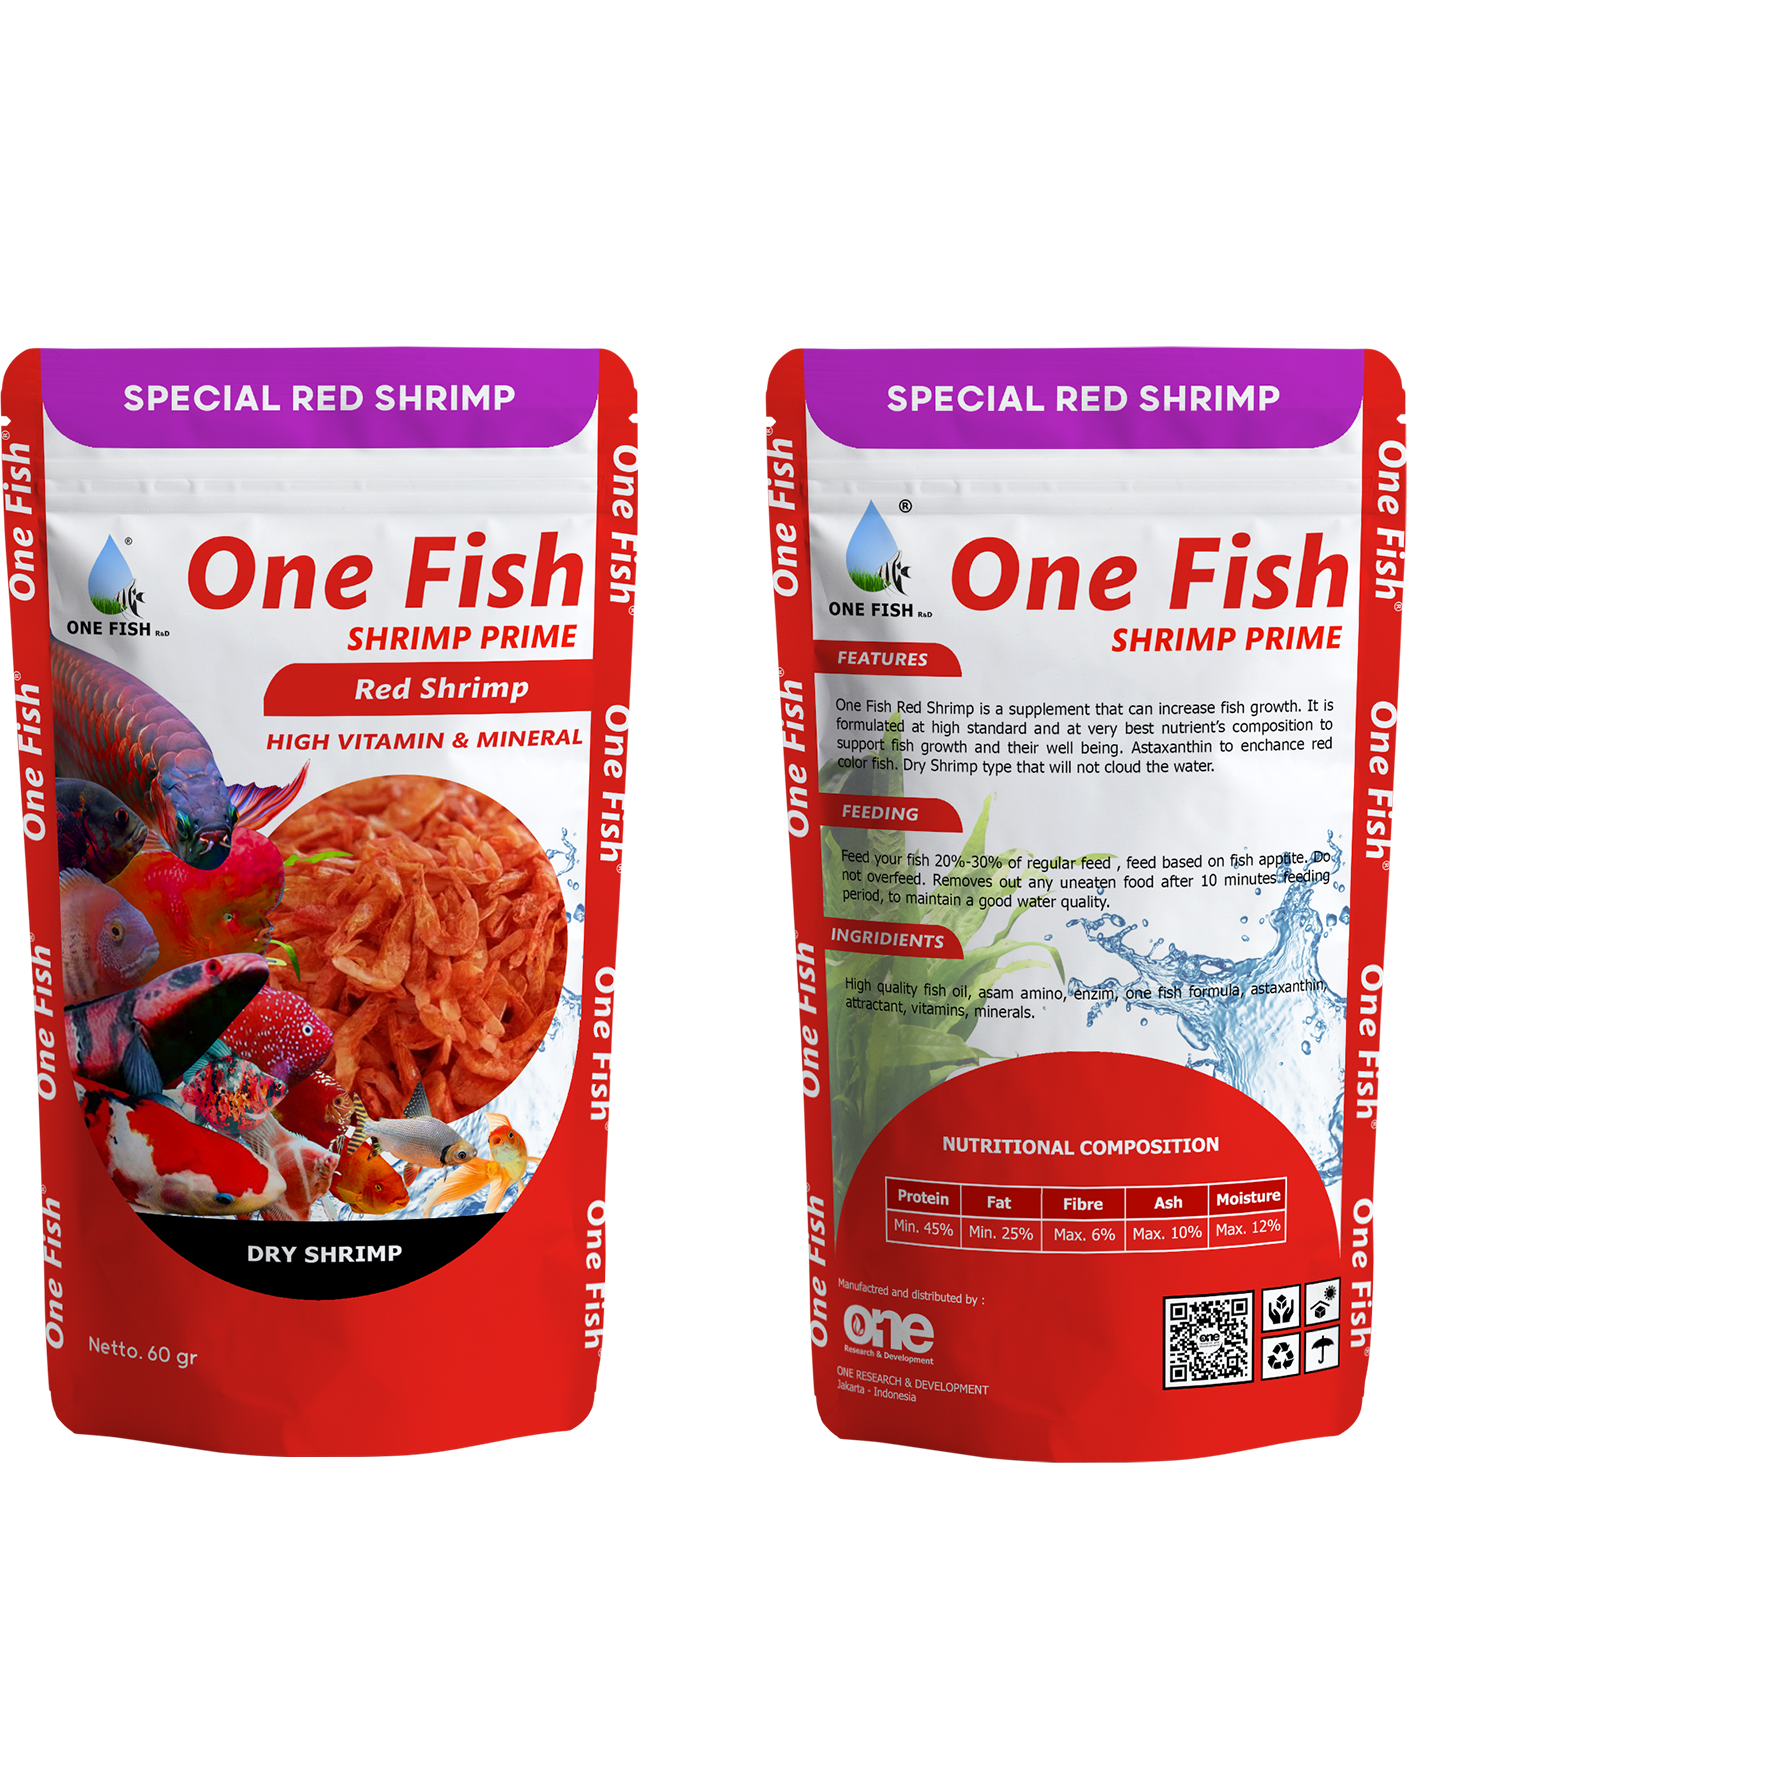 SPECIAL RED SHRIMP
®
ONE FISH R&D
One Fish
SHRIMP PRIME
Red Shrimp
HIGH VITAMIN & MINERAL
DRY SHRIMP
Netto. 60 gr
One Fish®
One Fish®
One Fish®
One Fish®
One Fish®
One Fish®
One Fish®
One Fish®
SPECIAL RED SHRIMP
®
ONE FISH R&D
One Fish
SHRIMP PRIME
FEATURES
One Fish Red Shrimp is a supplement that can increase fish growth. It is
formulated at high standard and at very best nutrient's composition to
support fish growth and their well being. Astaxanthin to enchance red
color fish. Dry Shrimp type that will not cloud the water.
FEEDING
Feed your fish 20%-30% of regular feed , feed based on fish apptite. Do
not overfeed. Removes out any uneaten food after 10 minutes feeding
period, to maintain a good water quality.
INGRIDIENTS
High quality fish oil, asam amino, enzim, one fish formula, astaxanthin,
attractant, vitamins, minerals.
NUTRITIONAL COMPOSITION
Protein Fat Fibre Ash Moisture
Min. 45% Min. 25% Max. 6% Max. 10% Max. 12%
Manufactred and distributed by :
one
Research & Development
ONE RESEARCH & DEVELOPMENT
Jakarta - Indonesia
one
One Fish®
One Fish®
One Fish®
One Fish®
One Fish®
One Fish®
One Fish®
One Fish®